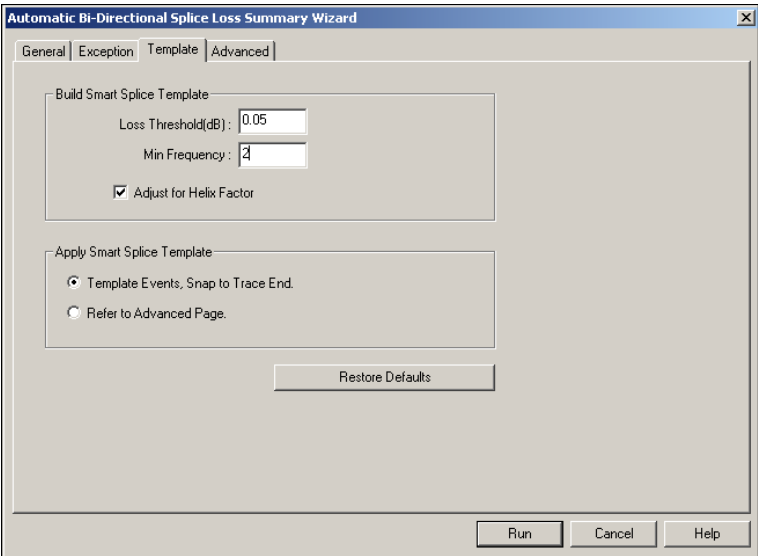 Automatic Bi-Directional Splice Loss Summary Wizard
General Exception Template Advanced
Build Smart Splice Template
Loss Threshold(dB) : 0.05
Min Frequency : 2
Adjust for Helix Factor
Apply Smart Splice Template
Template Events, Snap to Trace End.
Refer to Advanced Page.
Restore Defaults
Run Cancel Help